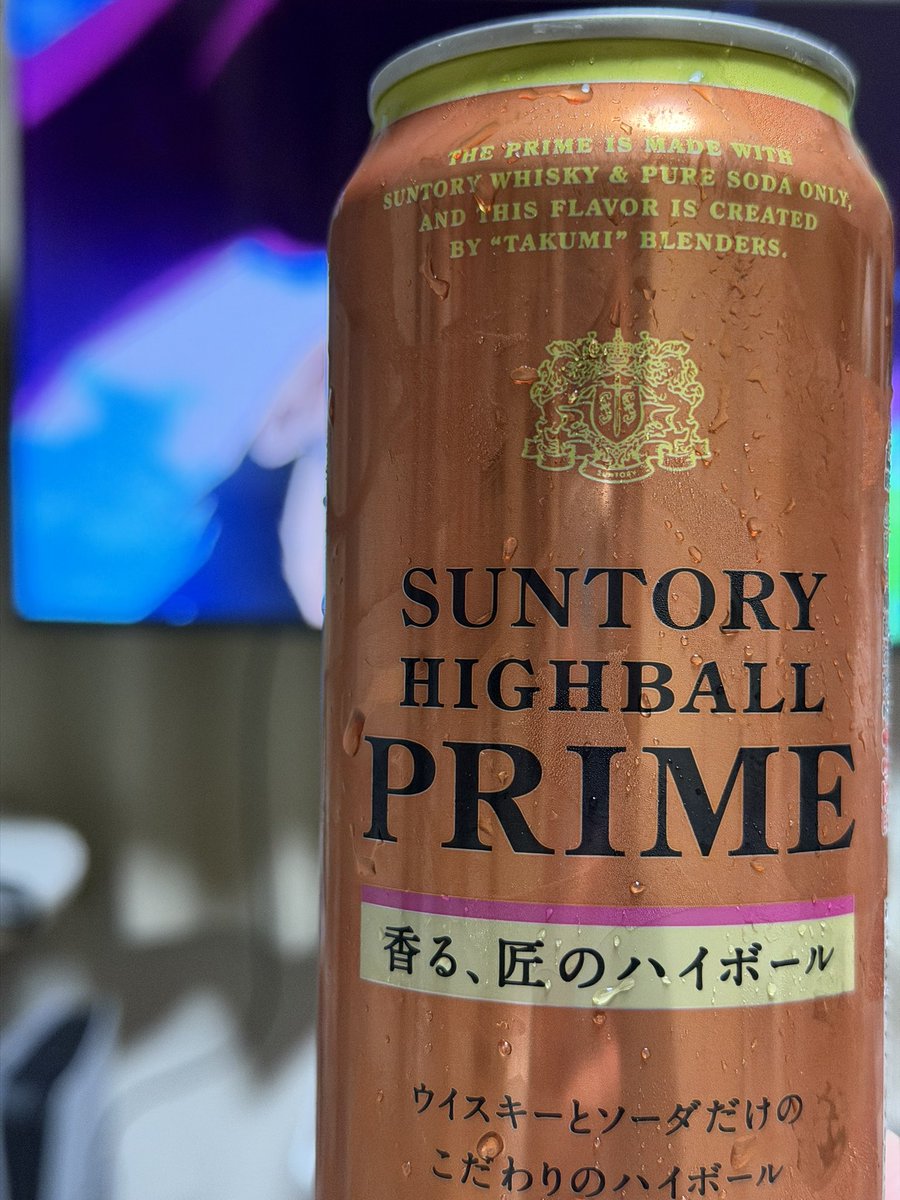 THE PRIME IS MADE WITH
SUNTORY WHISKY & PURE SODA ONLY,
AND THIS FLAVOR IS CREATED
BY “TAKUMI” BLENDERS.
SUNTORY
SUNTORY
HIGHBALL
PRIME
香る、匠のハイボール
ウイスキーとソーダだけの
こだわりのハイボール